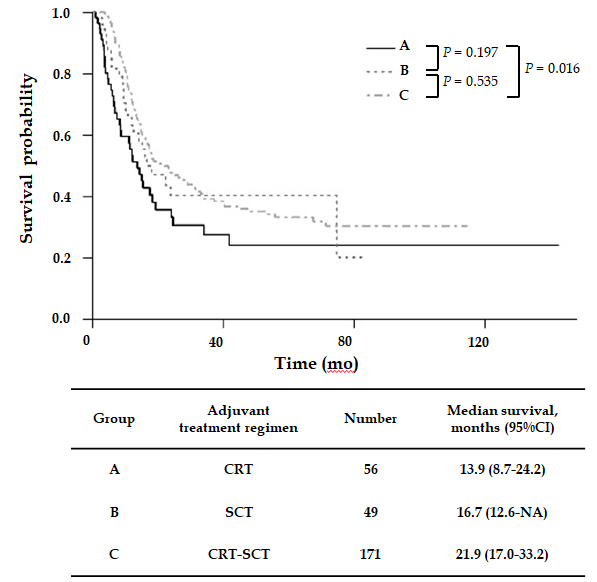 1.0
0.8
0.6
0.4
0.2
0.0
Survival probability
A
B
C
P = 0.197
P = 0.535
P = 0.016
0
40
80
120
Time (mo)
Group
Adjuvant
treatment regimen
Number
Median survival,
months (95%CI)
A CRT 56 13.9 (8.7-24.2)
B SCT 49 16.7 (12.6-NA)
C CRT-SCT 171 21.9 (17.0-33.2)